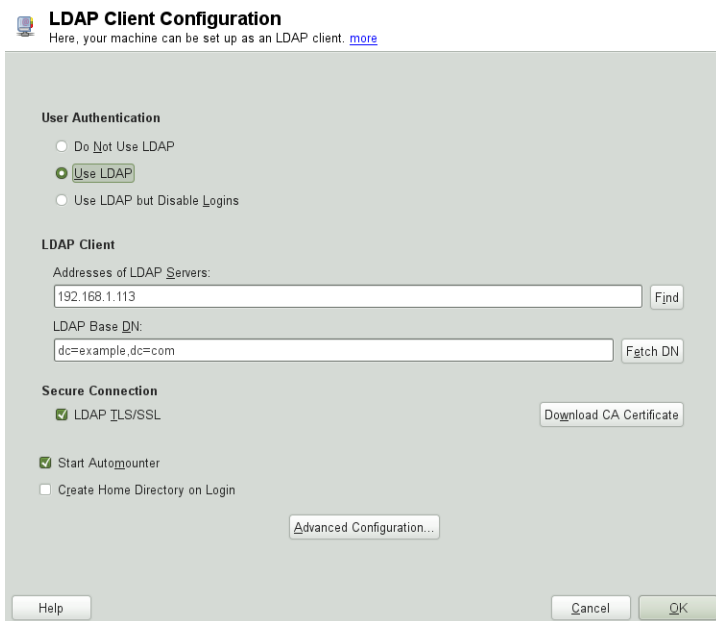 LDAP Client Configuration
Here, your machine can be set up as an LDAP client. more
User Authentication
Do Not Use LDAP
Use LDAP
Use LDAP but Disable Logins
LDAP Client
Addresses of LDAP Servers:
192.168.1.113
Find
LDAP Base DN:
dc=example,dc=com
Fetch DN
Secure Connection
LDAP TLS/SSL
Download CA Certificate
Start Automounter
Create Home Directory on Login
Advanced Configuration...
Help
Cancel
OK